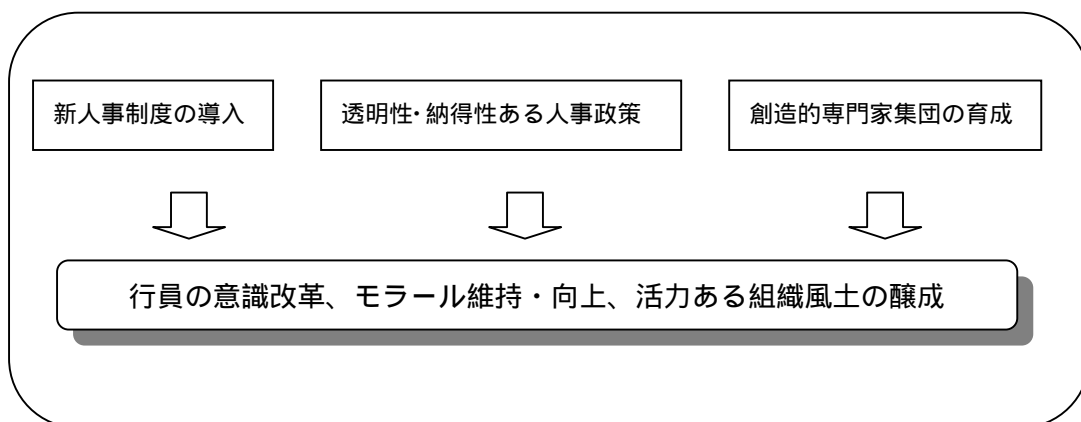 新人事制度の導入
透明性・納得性ある人事政策
創造的専門家集団の育成
行員の意識改革、モラール維持・向上、活力ある組織風土の醸成